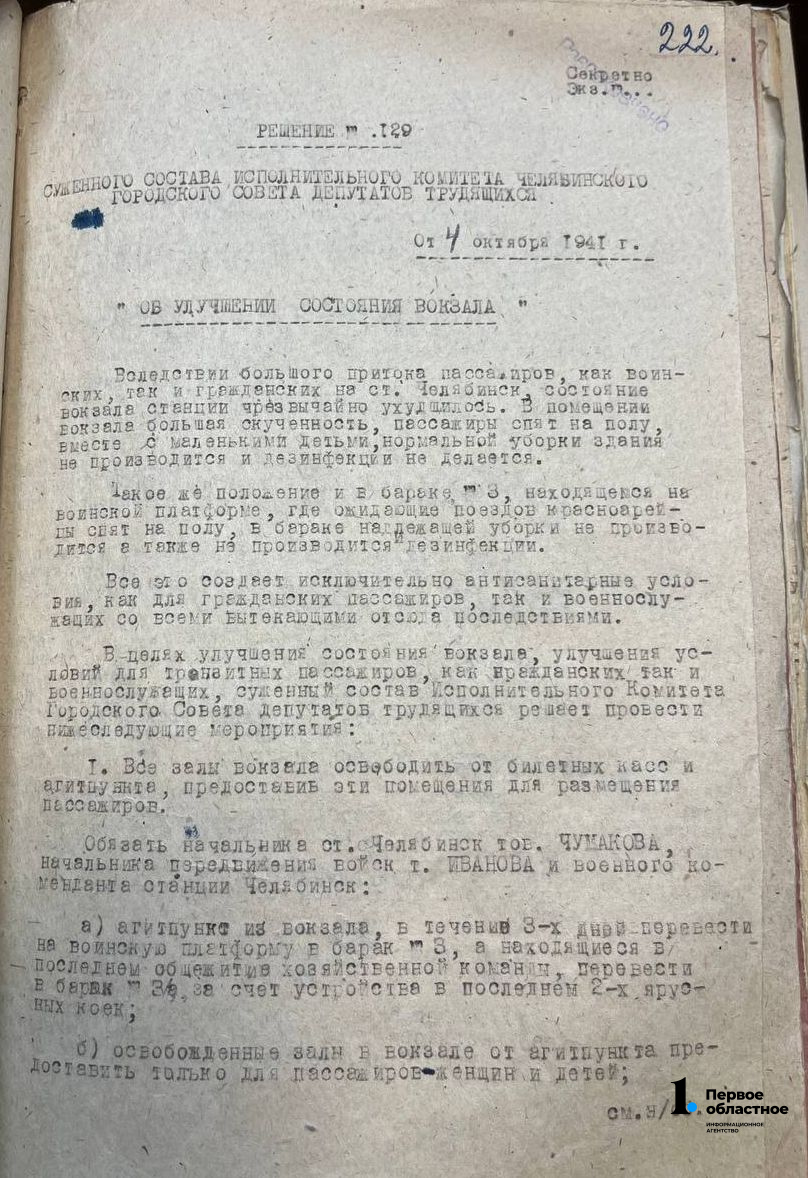 222.
Секретно
Экз.№...
РЕШЕНИЕ № .129
СУЖЕННОГО СОСТАВА ИСПОЛНИТЕЛЬНОГО КОМИТЕТА ЧЕЛЯБИНСКОГО
ГОРОДСКОГО СОВЕТА ДЕПУТАТОВ ТРУДЯЩИХСЯ
От 4 октября 1941 г.
" ОБ УЛУЧШЕНИИ СОСТОЯНИЯ ВОКЗАЛА "
Вследствии большого притока пассажиров, как воин-
ских, так и гражданских на ст. Челябинск, состояние
вокзала станции чрезвычайно ухудшилось. В помещении
вокзала большая скученность, пассажиры спят на полу,
вместе с маленькими детьми,нормальной уборки здания
не производится и дезинфекции не делается.
Такое же положение и в бараке № 3, находящемся на
воинской платформе, где ожидающие поездов красноарей-
цы спят на полу, в бараке надлежащей уборки не произво-
дится а также не производится дезинфекции.
Все это создает исключительно антисанитарные усло-
вия, как для гражданских пассажиров, так и военнослу-
жащих со всеми вытекающими отсюда последствиями.
В целях улучшения состояния вокзала, улучшения ус-
ловий для транзитных пассажиров, как нражданских так и
военнослужащих, суженный состав Исполнительного Комитета
Городского Совета депутатов трудящихся решает провести
нижеследующие мероприятия:
1. Все залы вокзала освободить от билетных касс и
агитпункта, предоставив эти помещения для размещения
пассажиров.
Обязать начальника ст. Челябинск тов. ЧУМАКОВА,
начальника передвижения войск т. ИВАНОВА и военного ко-
менданта станции Челябинск:
а) агитпункт из вокзала, в течении 3-х дней перевести
на воинскую платформу в барак № 3, а находящиеся в
последнем общежитие хозяйственной команды, перевести
в барак № 34, за счет устройства в последнем 2-х ярус-
ных коек;
б) освобожденные залы в вокзале от агитпункта пре-
доставить только для пассажиров-женщин и детей;
см.н/
1. Первое
областное
ИНФОРМАЦИОННОЕ
АГЕНТСТВО